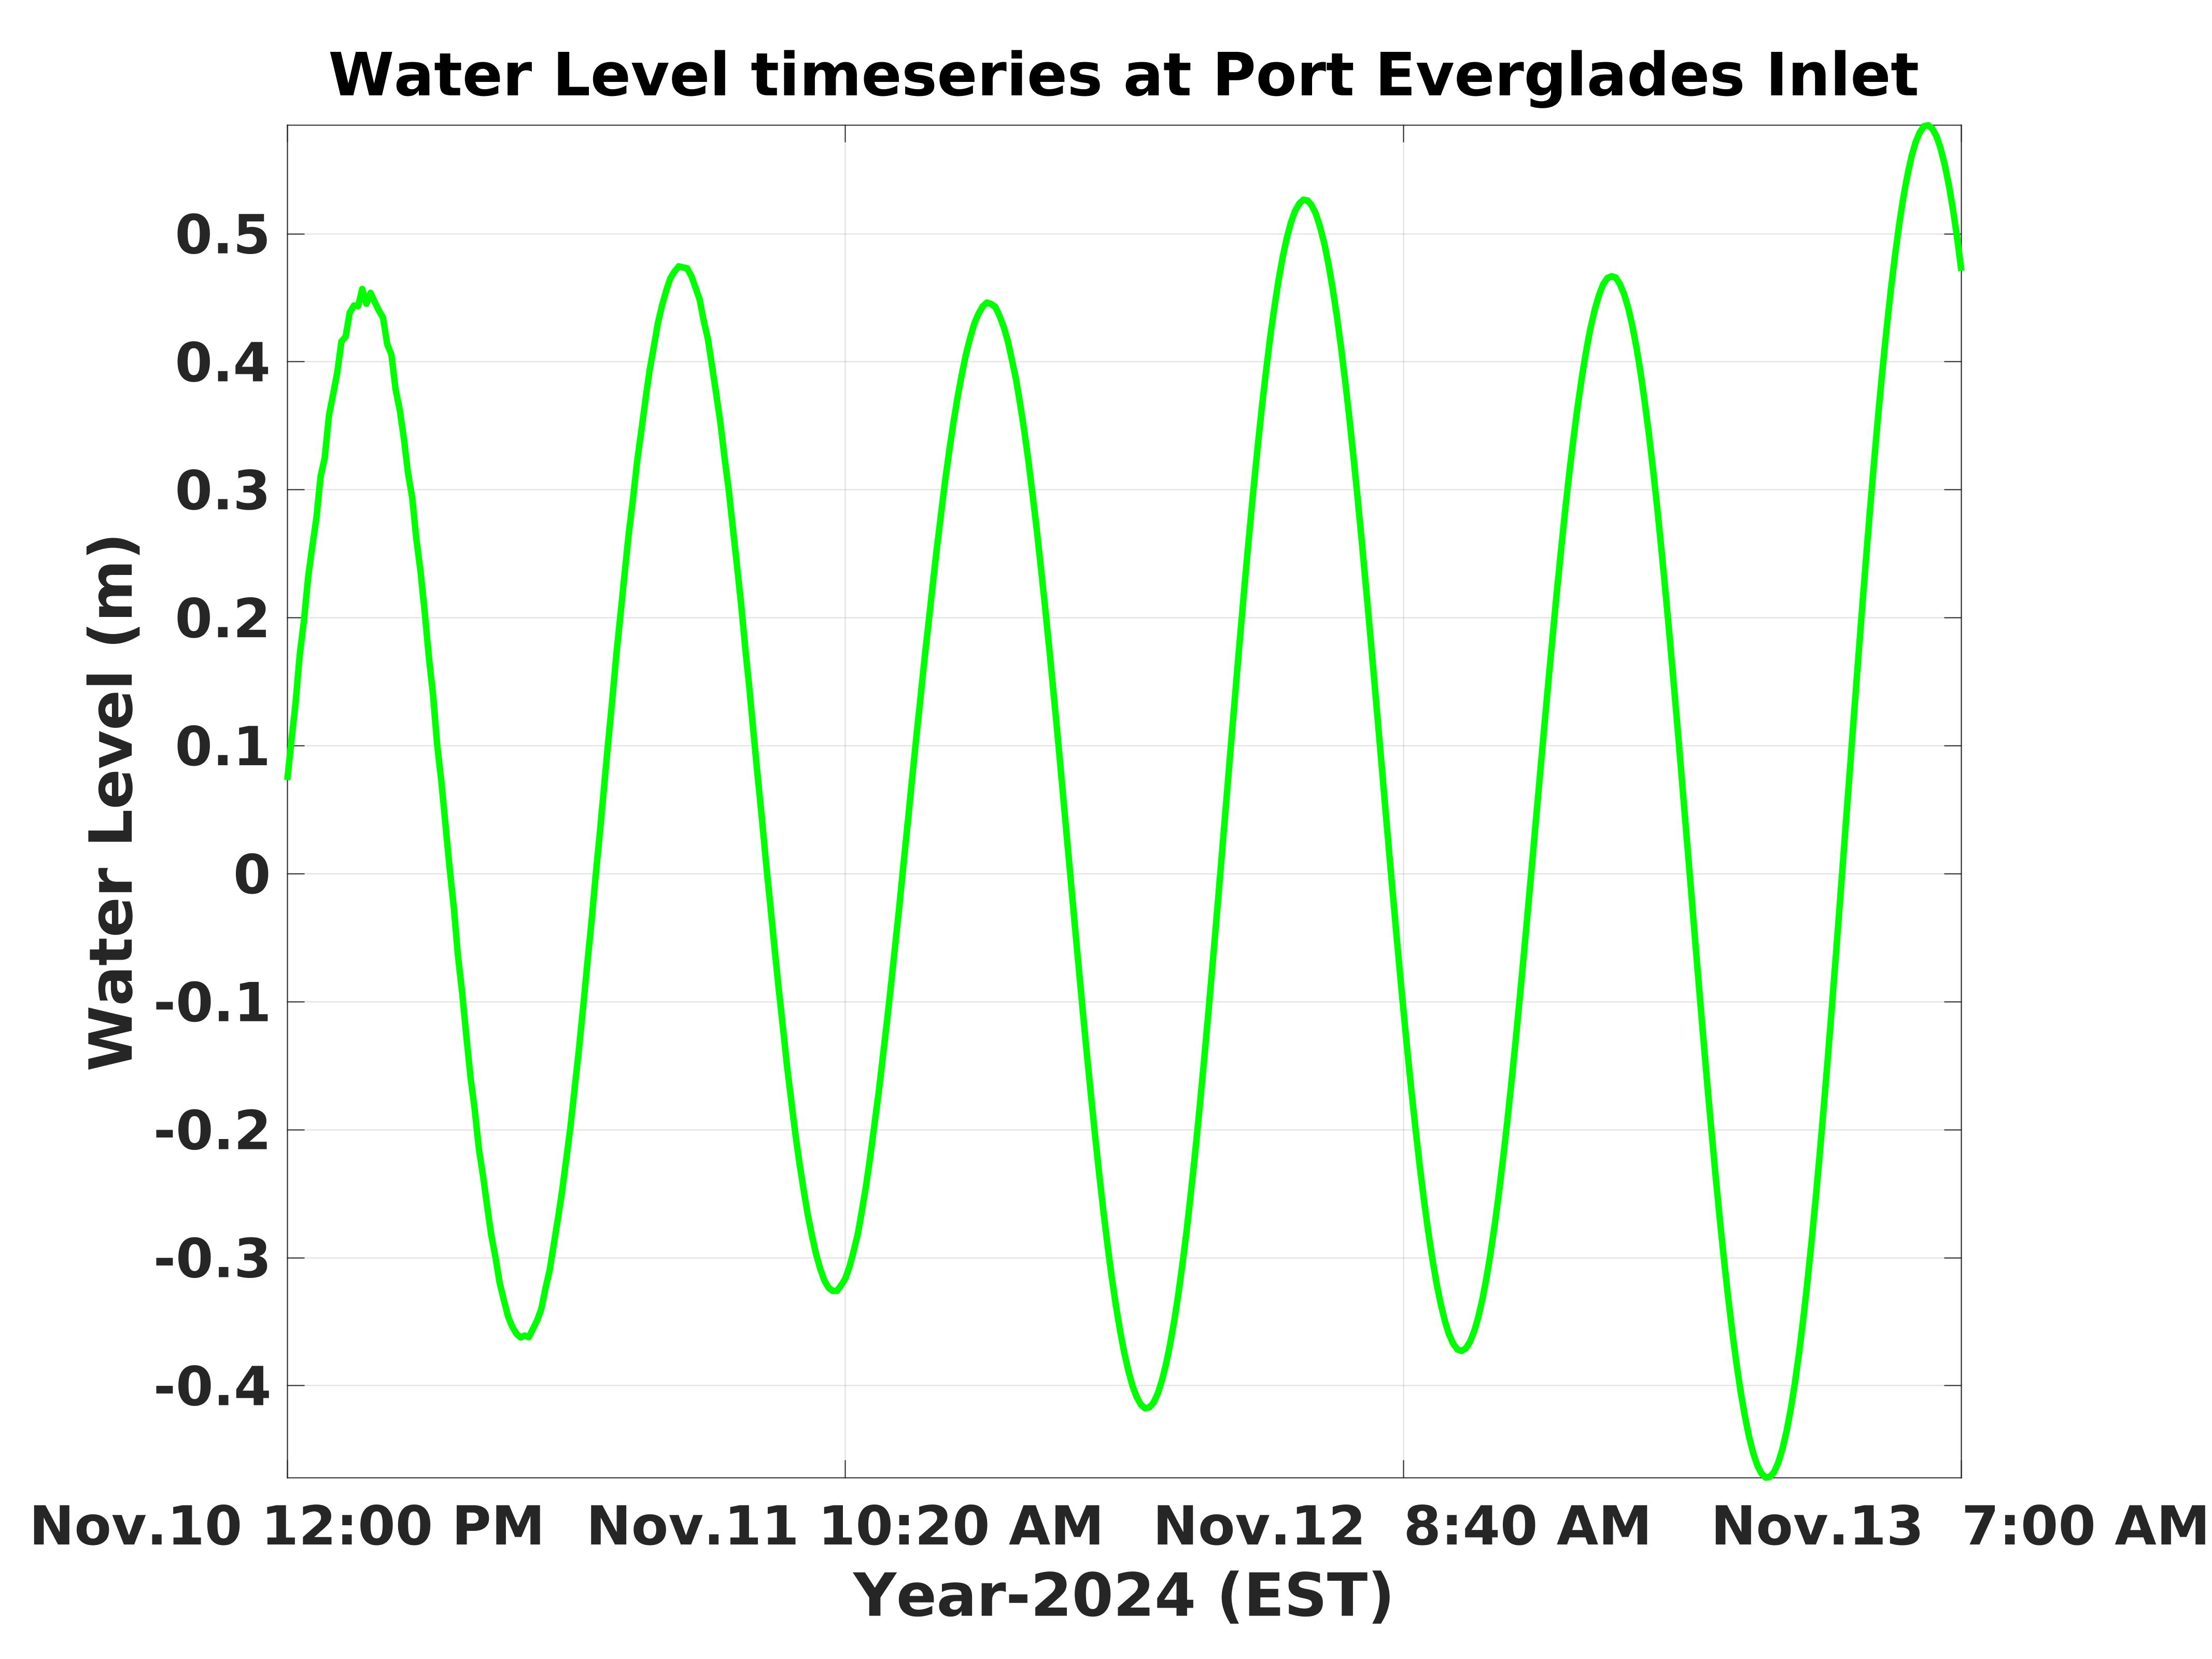 Water Level timeseries at Port Everglades Inlet
Water Level (m)
0.5
0.4
0.3
0.2
0.1
0
-0.1
-0.2
-0.3
-0.4
Nov.10 12:00 PM Nov.11 10:20 AM Nov.12 8:40 AM Nov.13 7:00 AM
Year-2024 (EST)